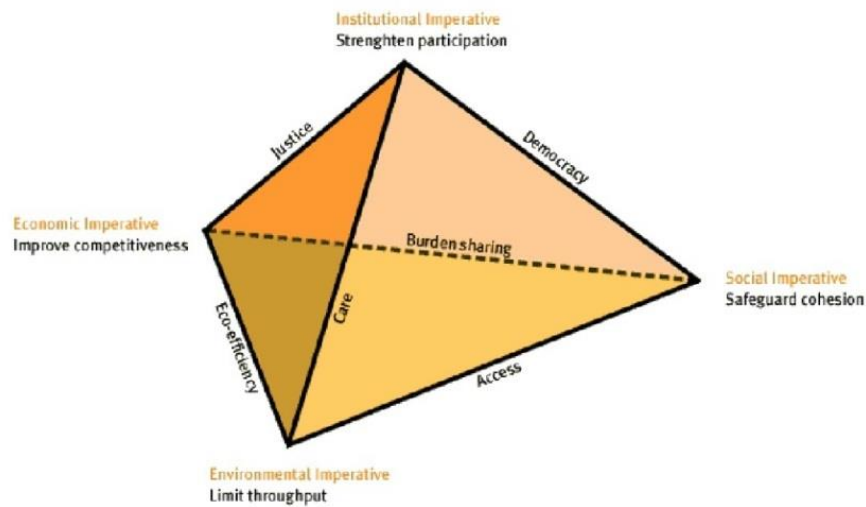 Institutional Imperative
Strenghten participation
Justice
Democracy
Economic Imperative
Improve competitiveness
Burden sharing
Social Imperative
Safeguard cohesion
Eco-efficiency
Care
Access
Environmental Imperative
Limit throughput